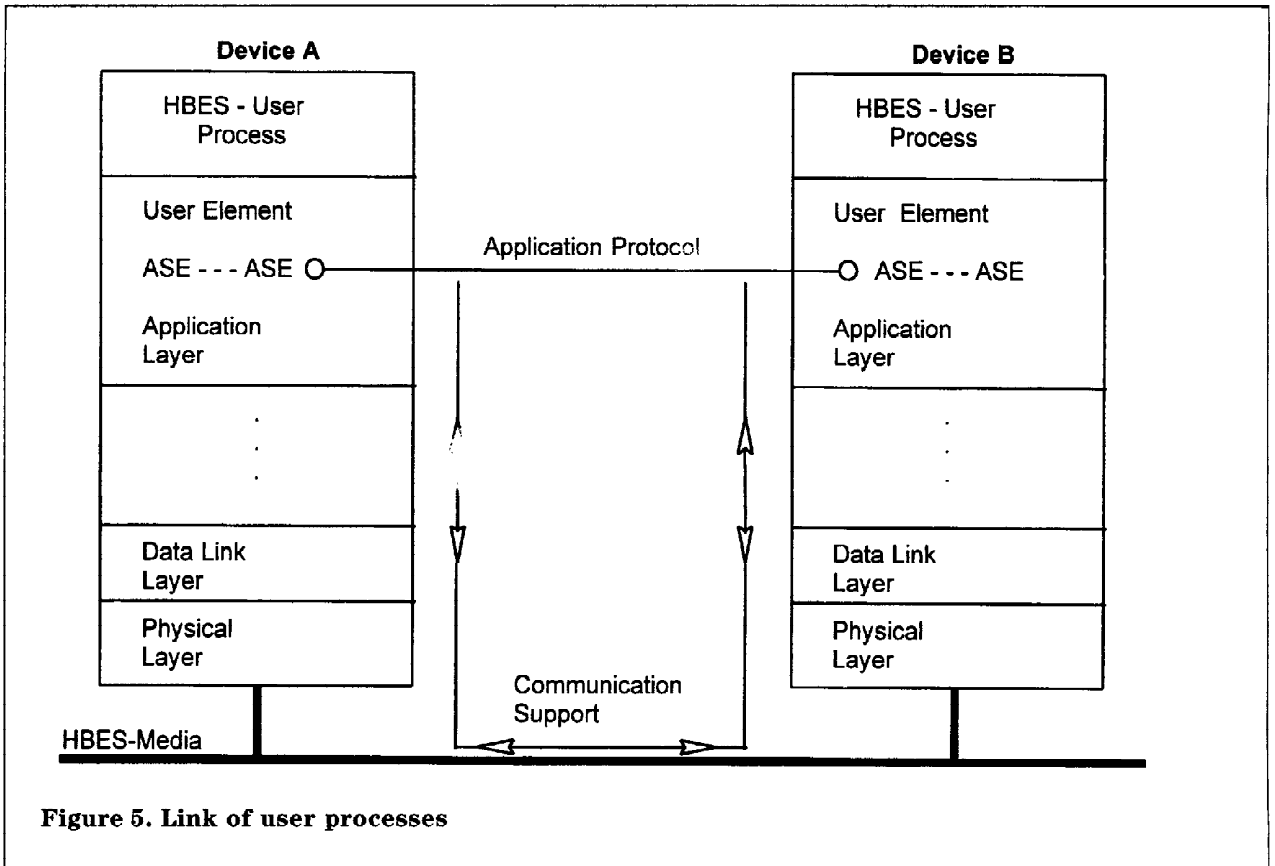 Device A
HBES - User
Process
User Element
ASE - - - ASE
Application
Layer
.
.
.
Data Link
Layer
Physical
Layer
Device B
HBES - User
Process
User Element
ASE - - - ASE
Application
Layer
.
.
.
Data Link
Layer
Physical
Layer
Application Protocol
Communication
Support
HBES-Media
Figure 5. Link of user processes